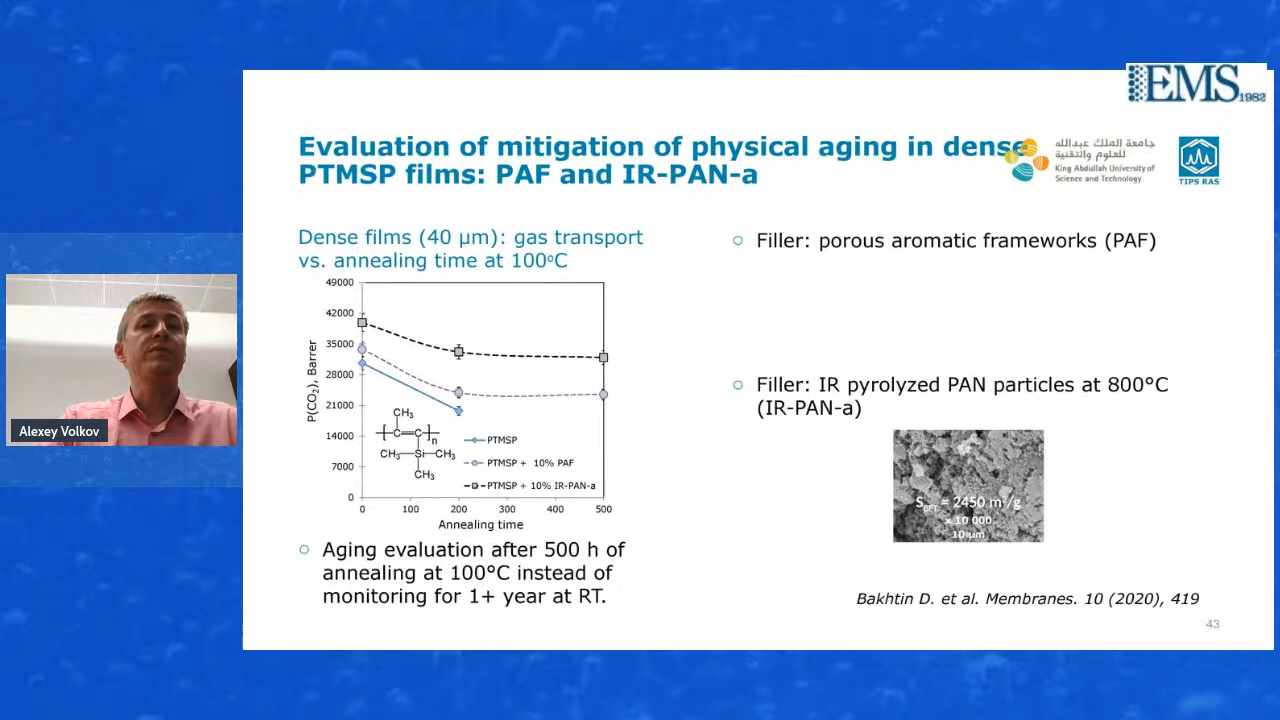 EMS1982
Evaluation of mitigation of physical aging in dense
PTMSP films: PAF and IR-PAN-a
جامعة الملك عبدالله
للعلوم والتقنية
King Abdullah University of
Science and Technology
TIPS RAS
Dense films (40 µm): gas transport
vs. annealing time at 100ºC
49000
42000
35000
28000
21000
14000
7000
0
P(CO₂), Barrer
0 100 200 300 400 500
Annealing time
CH₃
C=C
n
CH₃ Si CH₃
CH₃
PTMSP
PTMSP + 10% PAF
PTMSP + 10% IR-PAN-a
○ Aging evaluation after 500 h of
annealing at 100°C instead of
monitoring for 1+ year at RT.
○ Filler: porous aromatic frameworks (PAF)
○ Filler: IR pyrolyzed PAN particles at 800°C
(IR-PAN-a)
S_BET = 2450 m²/g
x 10 000
10 µm
Bakhtin D. et al. Membranes. 10 (2020), 419
43
Alexey Volkov